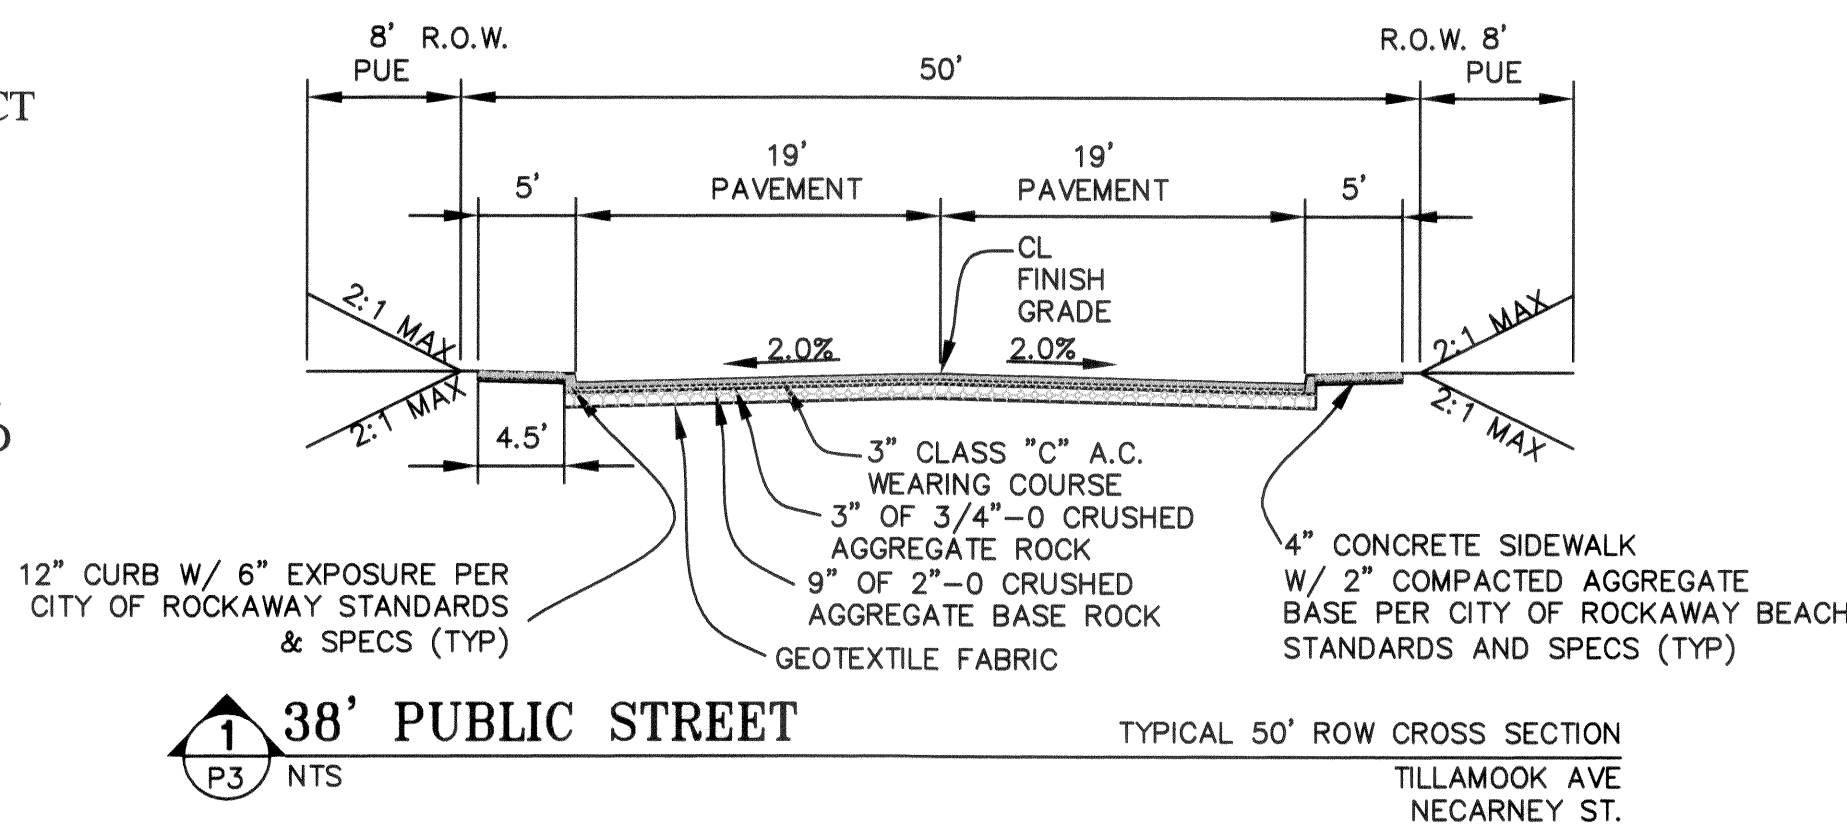 8' R.O.W.
PUE
50'
R.O.W. 8'
PUE
CT
5'
19'
PAVEMENT
19'
PAVEMENT
5'
CL
FINISH
GRADE
2:1 MAX
2:1 MAX
2.0%
2.0%
2:1 MAX
2:1 MAX
4.5'
3" CLASS "C" A.C.
WEARING COURSE
3" OF 3/4"-0 CRUSHED
AGGREGATE ROCK
9" OF 2"-0 CRUSHED
AGGREGATE BASE ROCK
GEOTEXTILE FABRIC
12" CURB W/ 6" EXPOSURE PER
CITY OF ROCKAWAY STANDARDS
& SPECS (TYP)
4" CONCRETE SIDEWALK
W/ 2" COMPACTED AGGREGATE
BASE PER CITY OF ROCKAWAY BEACH
STANDARDS AND SPECS (TYP)
1
P3
38' PUBLIC STREET
NTS
TYPICAL 50' ROW CROSS SECTION
TILLAMOOK AVE
NECARNEY ST.